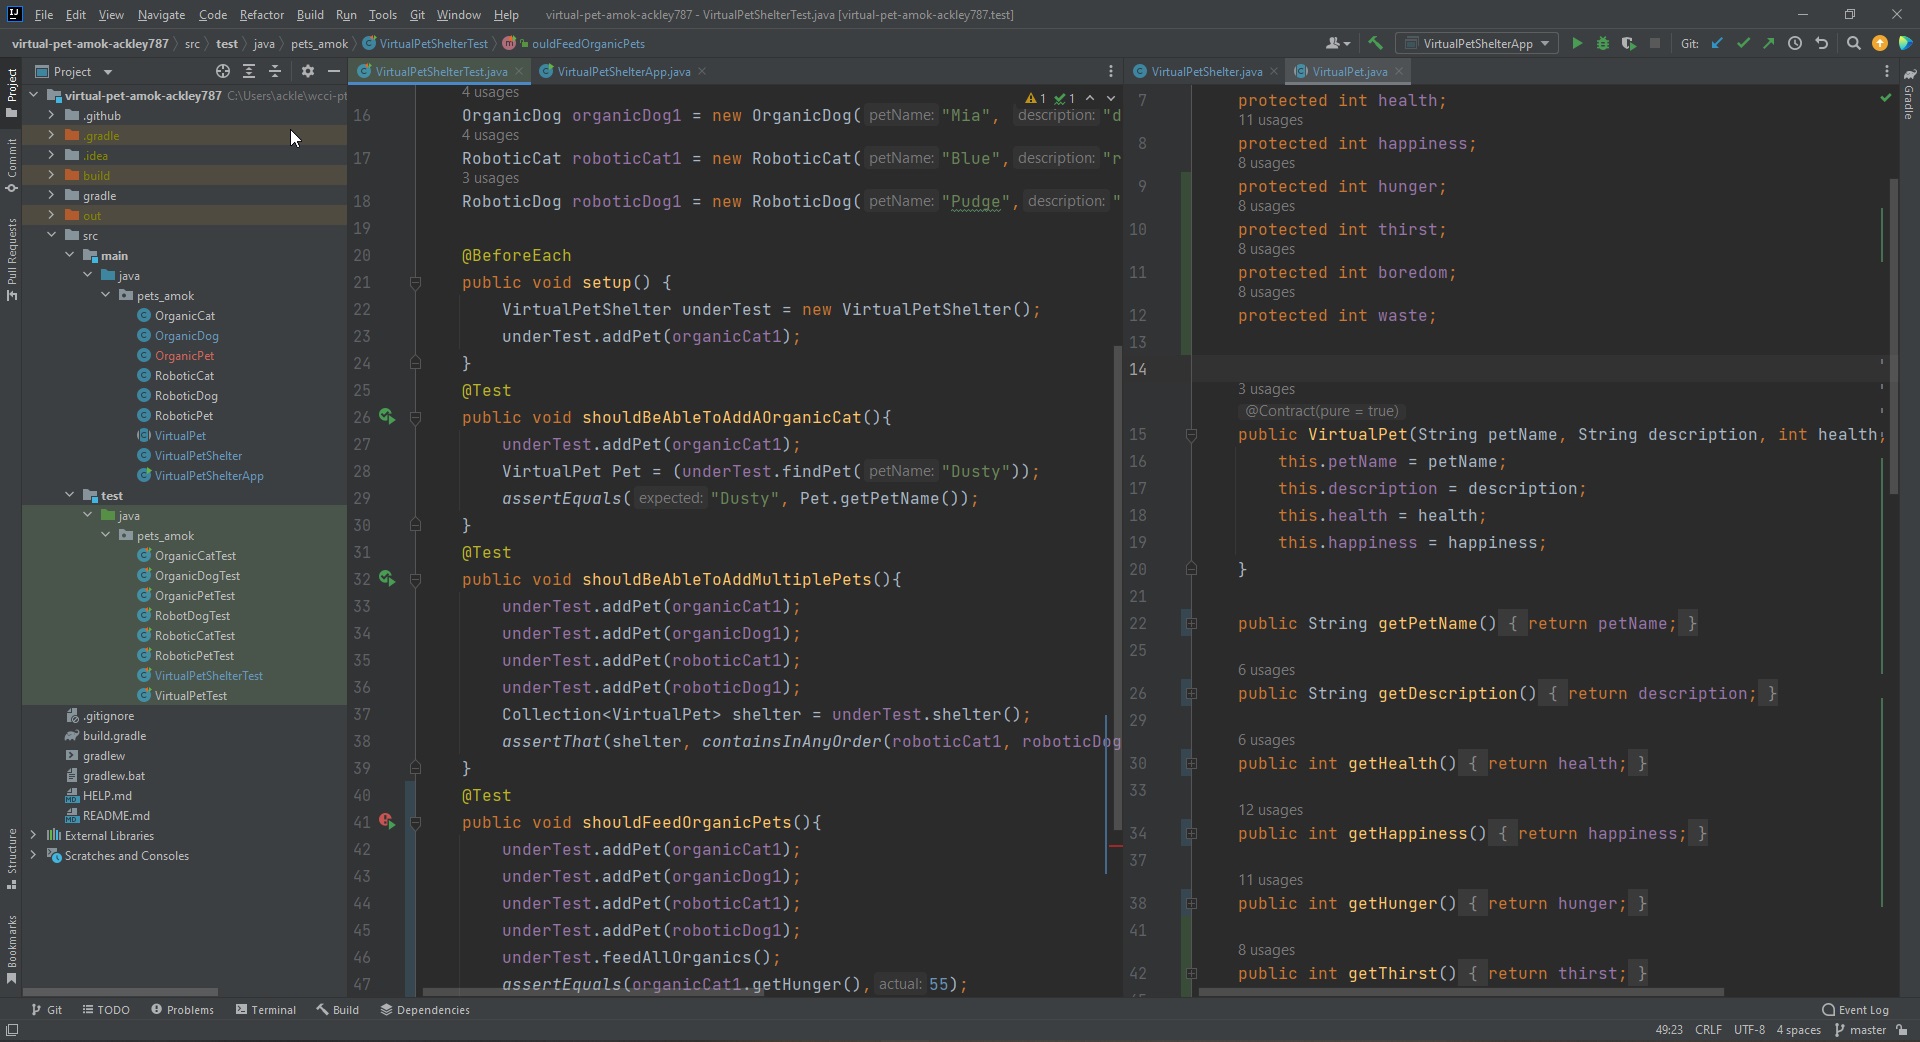 File Edit View Navigate Code Refactor Build Run Tools Git Window Help virtual-pet-amok-ackley787 - VirtualPetShelterTest.java [virtual-pet-amok-ackley787.test]
virtual-pet-amok-ackley787 src test java pets_amok VirtualPetShelterTest ouldFeedOrganicPets VirtualPetShelterApp Git:
Project
Commit
Pull Requests
Structure
Bookmarks
Project
virtual-pet-amok-ackley787 C:\Users\ackle\wcci-pt
.github
.gradle
.idea
build
gradle
out
src
main
java
pets_amok
OrganicCat
OrganicDog
OrganicPet
RoboticCat
RoboticDog
RoboticPet
VirtualPet
VirtualPetShelter
VirtualPetShelterApp
test
java
pets_amok
OrganicCatTest
OrganicDogTest
OrganicPetTest
RobotDogTest
RoboticCatTest
RoboticPetTest
VirtualPetShelterTest
VirtualPetTest
.gitignore
build.gradle
gradlew
gradlew.bat
HELP.md
README.md
External Libraries
Scratches and Consoles
VirtualPetShelterTest.java VirtualPetShelterApp.java
1 1
4 usages
16 OrganicDog organicDog1 = new OrganicDog( petName: "Mia", description: "d
4 usages
17 RoboticCat roboticCat1 = new RoboticCat( petName: "Blue", description: "r
3 usages
18 RoboticDog roboticDog1 = new RoboticDog( petName: "Pudge", description: "
19
20 @BeforeEach
21 public void setup() {
22 VirtualPetShelter underTest = new VirtualPetShelter();
23 underTest.addPet(organicCat1);
24 }
25 @Test
26 public void shouldBeAbleToAddAOrganicCat(){
27 underTest.addPet(organicCat1);
28 VirtualPet Pet = (underTest.findPet( petName: "Dusty"));
29 assertEquals( expected: "Dusty", Pet.getPetName());
30 }
31 @Test
32 public void shouldBeAbleToAddMultiplePets(){
33 underTest.addPet(organicCat1);
34 underTest.addPet(organicDog1);
35 underTest.addPet(roboticCat1);
36 underTest.addPet(roboticDog1);
37 Collection<VirtualPet> shelter = underTest.shelter();
38 assertThat(shelter, containsInAnyOrder(roboticCat1, roboticDog
39 }
40 @Test
41 public void shouldFeedOrganicPets(){
42 underTest.addPet(organicCat1);
43 underTest.addPet(organicDog1);
44 underTest.addPet(roboticCat1);
45 underTest.addPet(roboticDog1);
46 underTest.feedAllOrganics();
47 assertEquals(organicCat1.getHunger(), actual: 55);
VirtualPetShelter.java VirtualPet.java
7 protected int health;
11 usages
8 protected int happiness;
8 usages
9 protected int hunger;
8 usages
10 protected int thirst;
8 usages
11 protected int boredom;
8 usages
12 protected int waste;
13
14
3 usages
@Contract(pure = true)
15 public VirtualPet(String petName, String description, int health,
16 this.petName = petName;
17 this.description = description;
18 this.health = health;
19 this.happiness = happiness;
20 }
21
22 public String getPetName() { return petName; }
25
6 usages
26 public String getDescription() { return description; }
29
6 usages
30 public int getHealth() { return health; }
33
12 usages
34 public int getHappiness() { return happiness; }
37
11 usages
38 public int getHunger() { return hunger; }
41
8 usages
42 public int getThirst() { return thirst; }
Gradle
Git TODO Problems Terminal Build Dependencies Event Log
49:23 CRLF UTF-8 4 spaces master